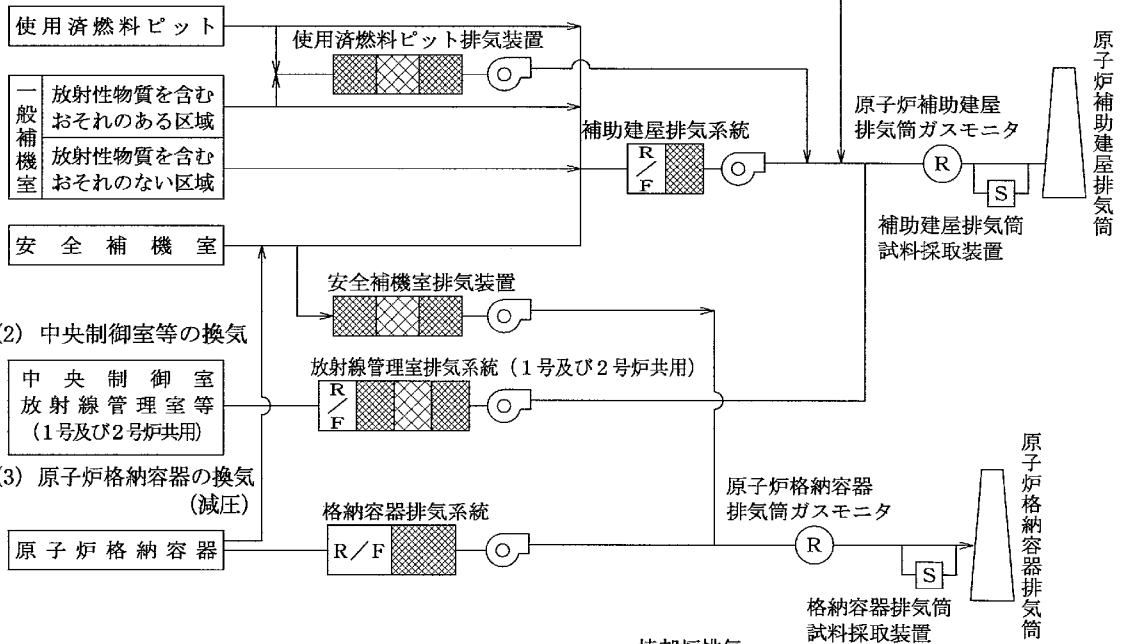 使用済燃料ピット
使用済燃料ピット排気装置
一般補機室
放射性物質を含む
おそれのある区域
放射性物質を含む
おそれのない区域
補助建屋排気系統
R/F
原子炉補助建屋
排気筒ガスモニタ
R
S
補助建屋排気筒
試料採取装置
原子炉補助建屋排気筒
安全補機室
安全補機室排気装置
(2) 中央制御室等の換気
中央制御室
放射線管理室等
(1号及び2号炉共用)
放射線管理室排気系統(1号及び2号炉共用)
R/F
(3) 原子炉格納容器の換気
(減圧)
原子炉格納容器
格納容器排気系統
R/F
原子炉格納容器
排気筒ガスモニタ
R
S
格納容器排気筒
試料採取装置
原子炉格納容器排気筒